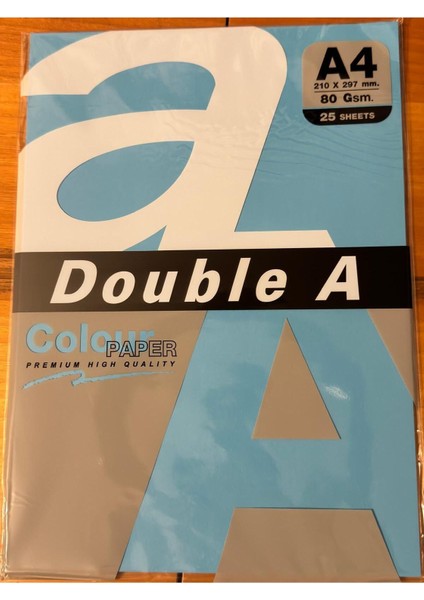 a
A4
210 X 297 mm.
80 Gsm.
25 SHEETS
Double A
Colour
PAPER
PREMIUM HIGH QUALITY
A